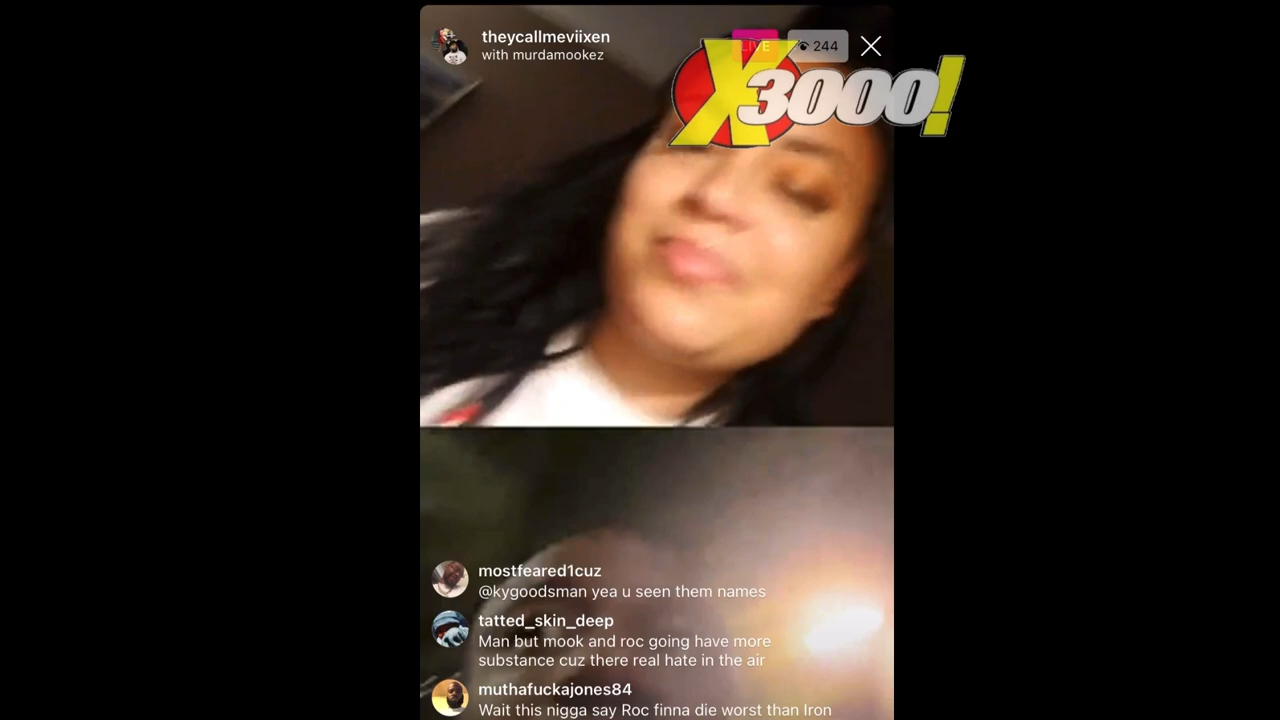 theycallmeviixen
with murdamookez
LIVE
244
X3000!
mostfeared1cuz
@kygoodsman yea u seen them names
tatted_skin_deep
Man but mook and roc going have more
substance cuz there real hate in the air
muthafuckajones84
Wait this nigga say Roc finna die worst than Iron